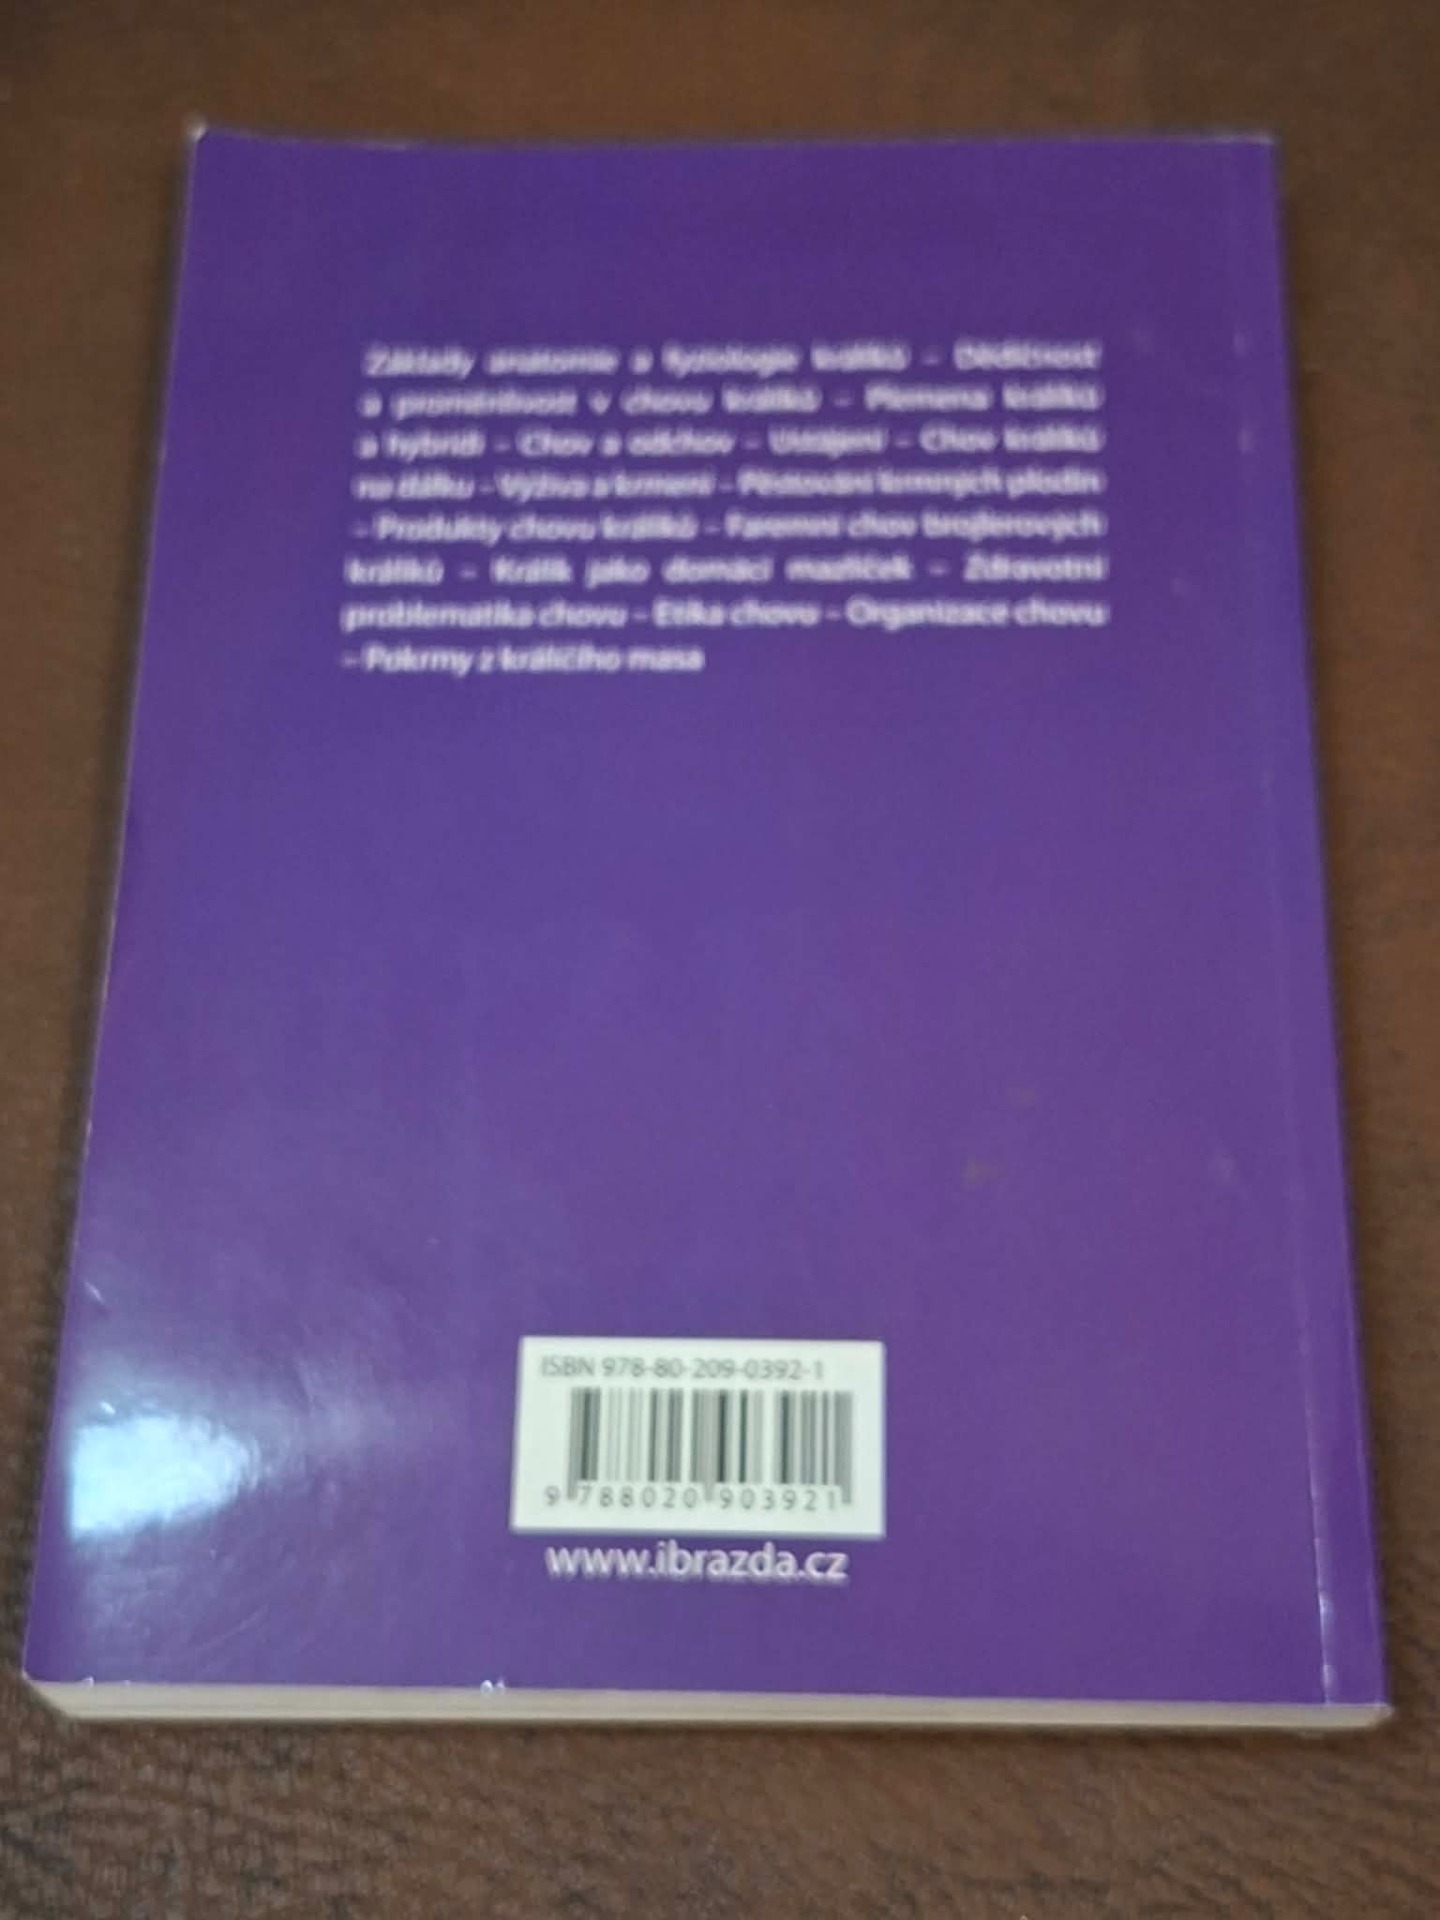 Základy anatomie a fyziologie králíků – Dědičnost
a proměnlivost v chovu králíků – Plemena králíků
a hybridi – Chov a odchov – Ustájení – Chov králíků
na dálku – Výživa a krmení – Pěstování krmných plodin
– Produkty chovu králíků – Faremní chov brojlerových
králíků – Králík jako domácí mazlíček – Zdravotní
problematika chovu – Etika chovu – Organizace chovu
– Pokrmy z králičího masa
ISBN 978-80-209-0392-1
9 788020 903921
www.ibrazda.cz